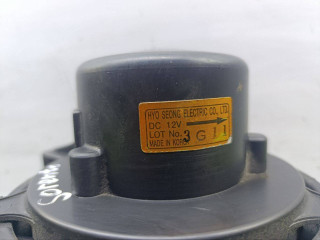 HYO SEONG ELECTRIC CO., LTD.
DC 12V
LOT No. 3 G 1 1
MADE IN KOREA